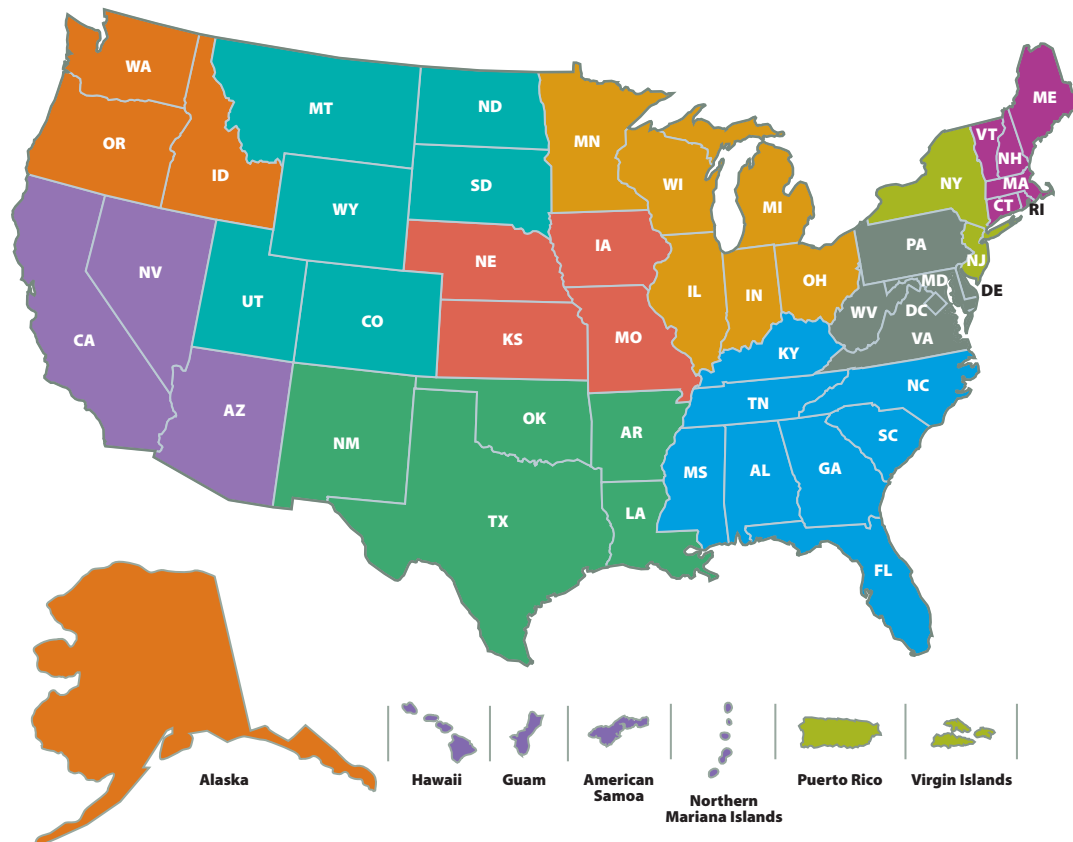 WA
MT
ND
MN
ME
VT
NH
OR
ID
SD
WI
NY
MA
CT
RI
WY
MI
IA
PA
NV
NE
NJ
MD
DE
UT
CO
IL
IN
OH
WV
DC
VA
CA
KS
MO
KY
NC
AZ
NM
OK
AR
TN
SC
MS
AL
GA
TX
LA
FL
Alaska
Hawaii
Guam
American
Samoa
Northern
Mariana Islands
Puerto Rico
Virgin Islands